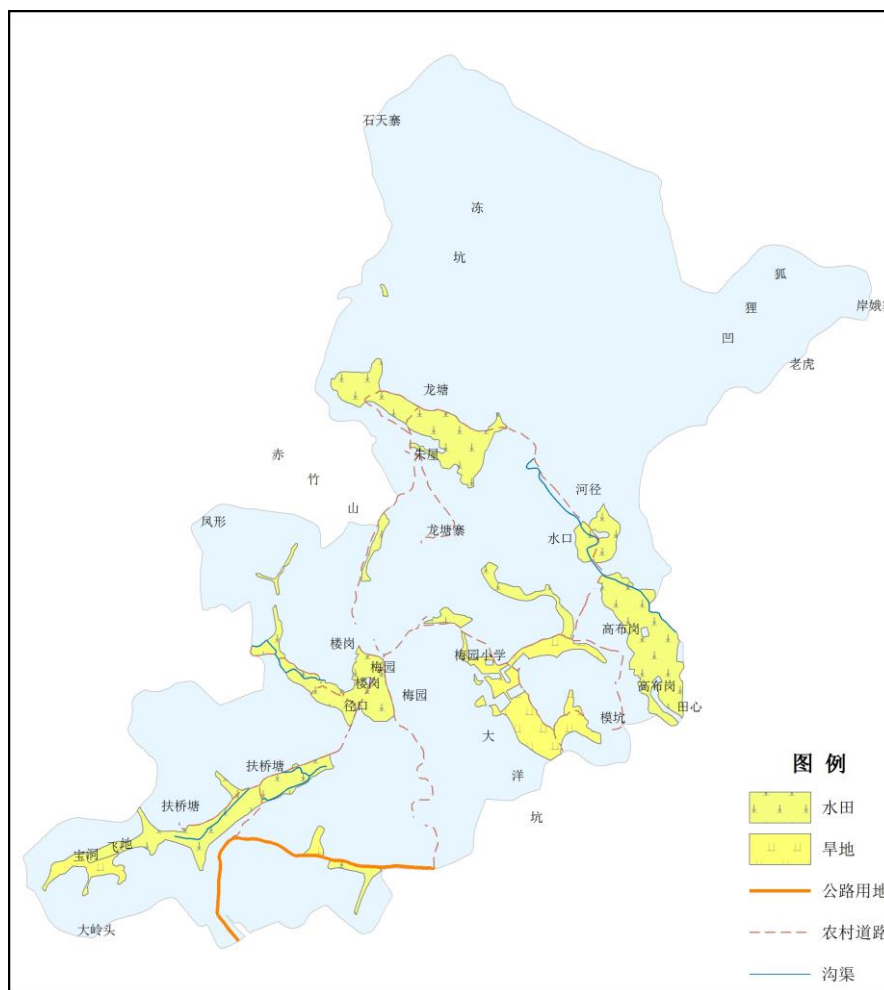 石天寨
冻
坑
狐
狸
凹
岸娥
老虎
龙塘
朱屋
赤
竹
山
凤形
龙塘寨
河径
水口
高布岗
楼岗
梅园
梅园小学
楼岗
梅园
径口
高布岗
田心
模坑
大
洋
坑
扶桥塘
扶桥塘
宝洞
飞地
大岭头
图 例
水田
旱地
公路用地
农村道路
沟渠